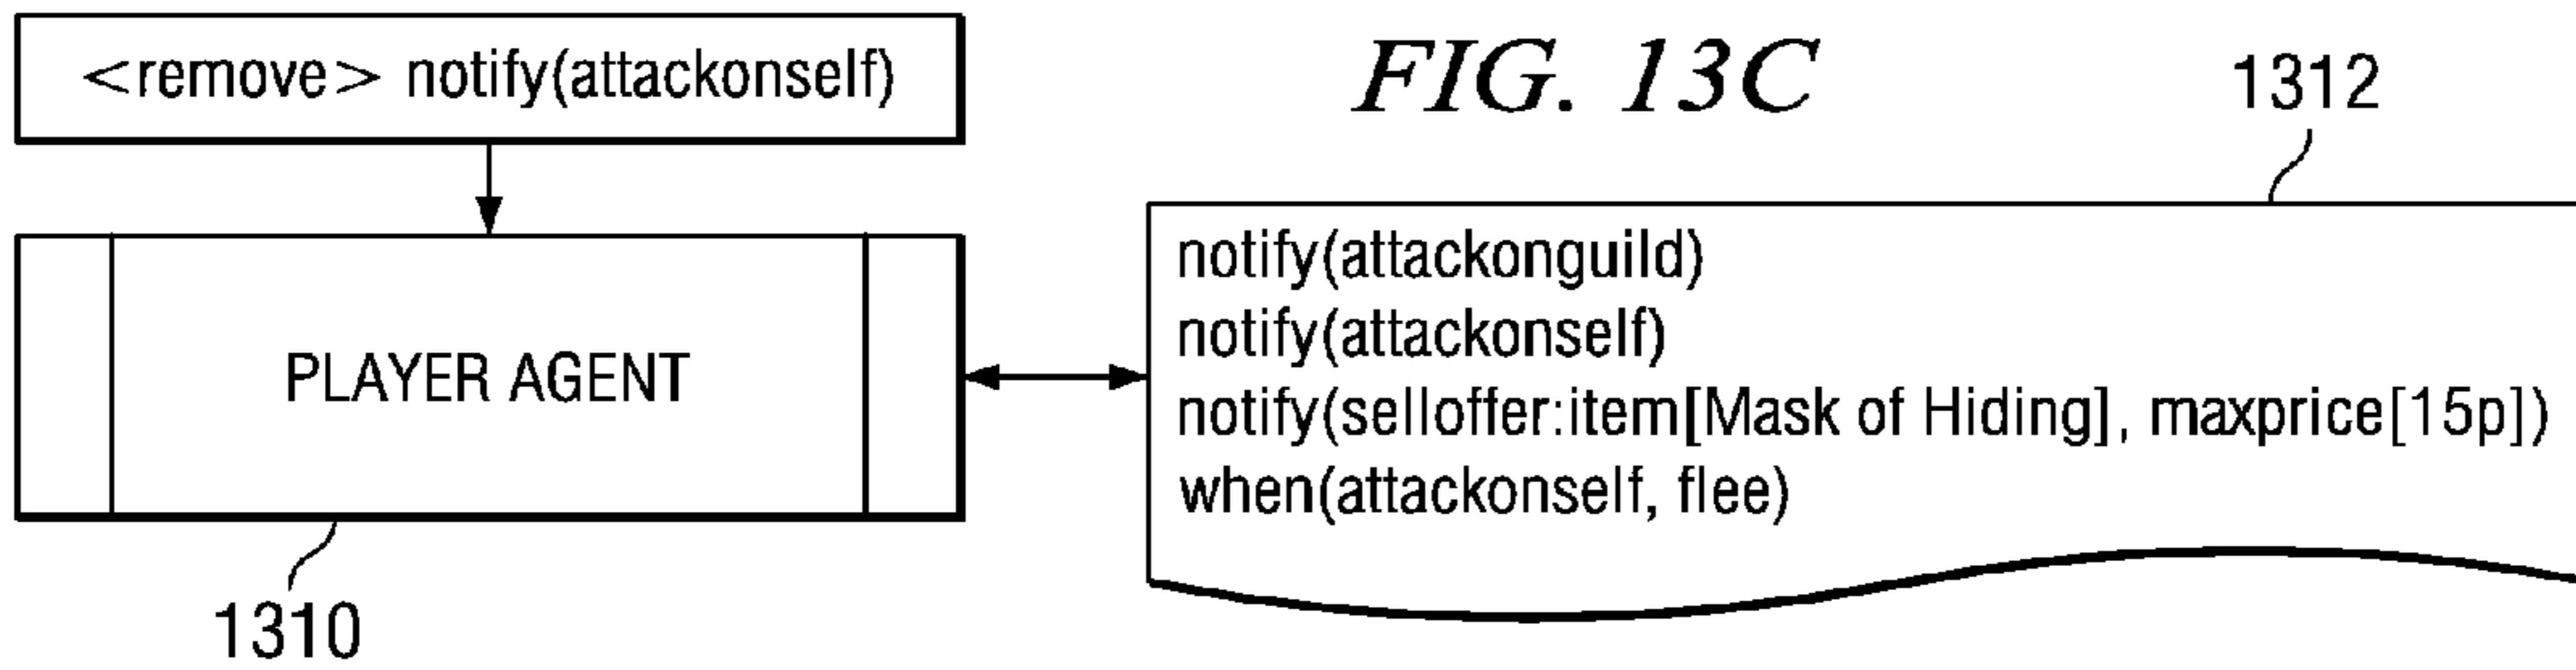 <remove> notify(attackonself)
FIG. 13C
1312
PLAYER AGENT
notify(attackonguild)
notify(attackonself)
notify(selloffer:item[Mask of Hiding], maxprice[15p])
when(attackonself, flee)
1310